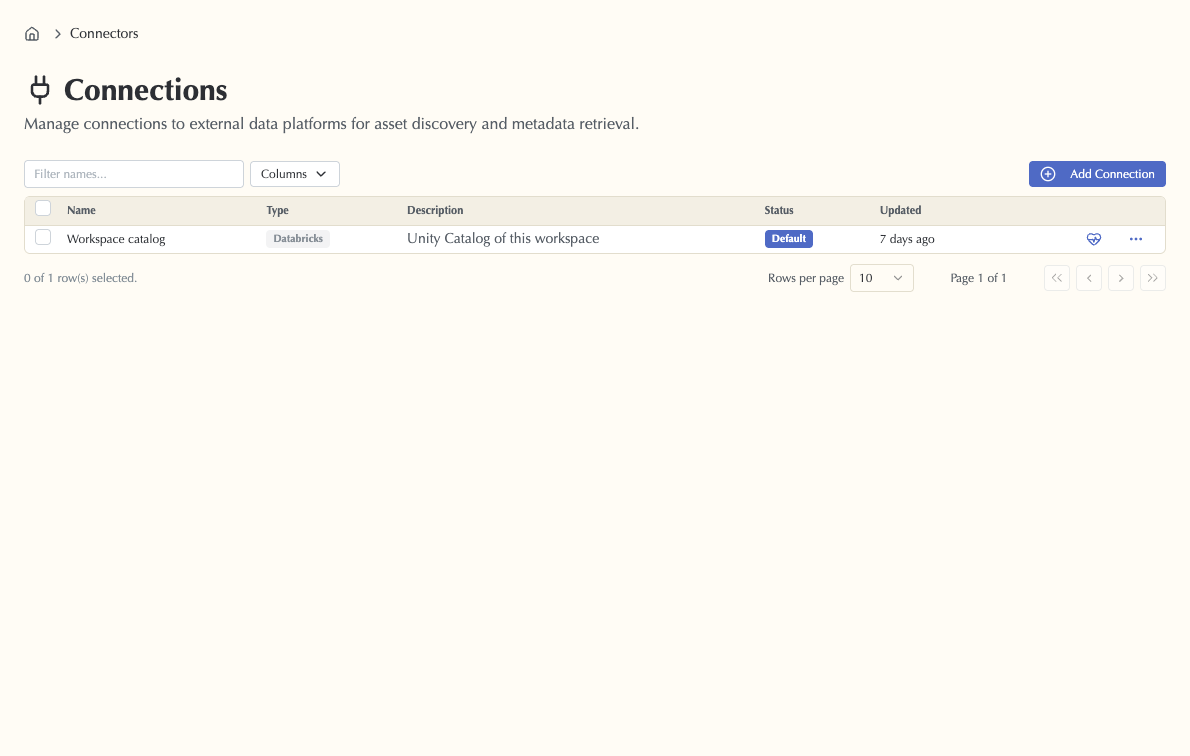 Connectors
Connections
Manage connections to external data platforms for asset discovery and metadata retrieval.
Filter names... Columns Add Connection
Name Type Description Status Updated
Workspace catalog Databricks Unity Catalog of this workspace Default 7 days ago
0 of 1 row(s) selected. Rows per page 10 Page 1 of 1